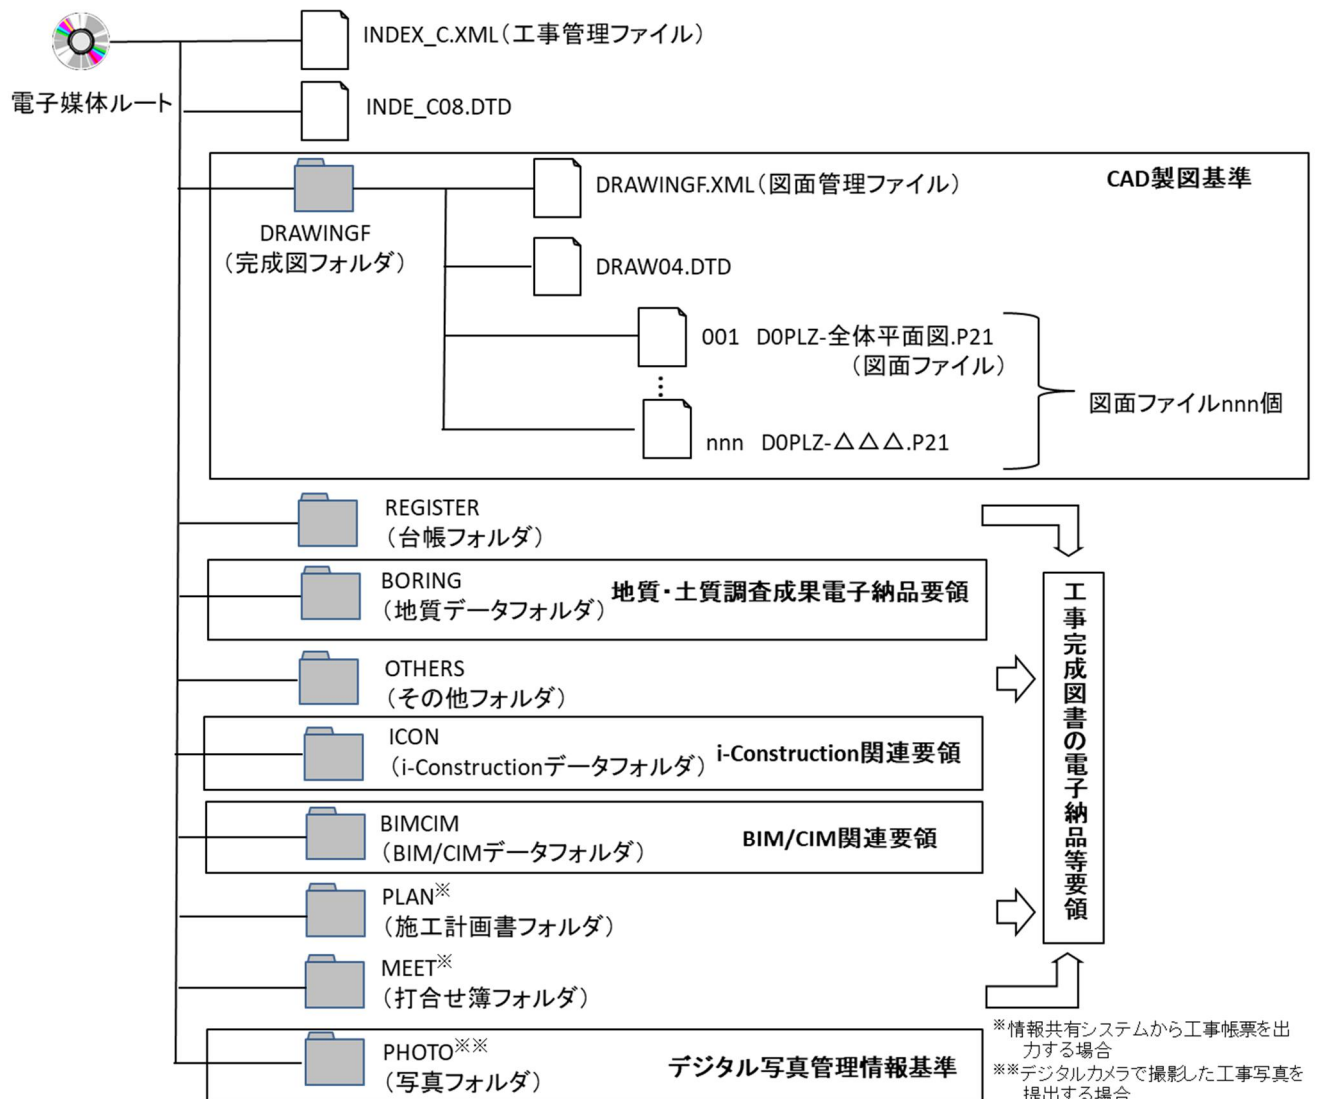 INDEX_C.XML（工事管理ファイル）
電子媒体ルート
INDE_C08.DTD
DRAWINGF.XML（図面管理ファイル）
CAD製図基準
DRAWINGF
（完成図フォルダ）
DRAW04.DTD
001 D0PLZ-全体平面図.P21
（図面ファイル）
図面ファイルnnn個
nnn D0PLZ-△△△.P21
REGISTER
（台帳フォルダ）
BORING
（地質データフォルダ）
地質・土質調査成果電子納品要領
OTHERS
（その他フォルダ）
ICON
（i-Constructionデータフォルダ）
i-Construction関連要領
BIMCIM
（BIM/CIMデータフォルダ）
BIM/CIM関連要領
PLAN※
（施工計画書フォルダ）
MEET※
（打合せ簿フォルダ）
PHOTO※※
（写真フォルダ）
デジタル写真管理情報基準
工事完成図書の電子納品等要領
※情報共有システムから工事帳票を出
力する場合
※※デジタルカメラで撮影した工事写真を
提出する場合